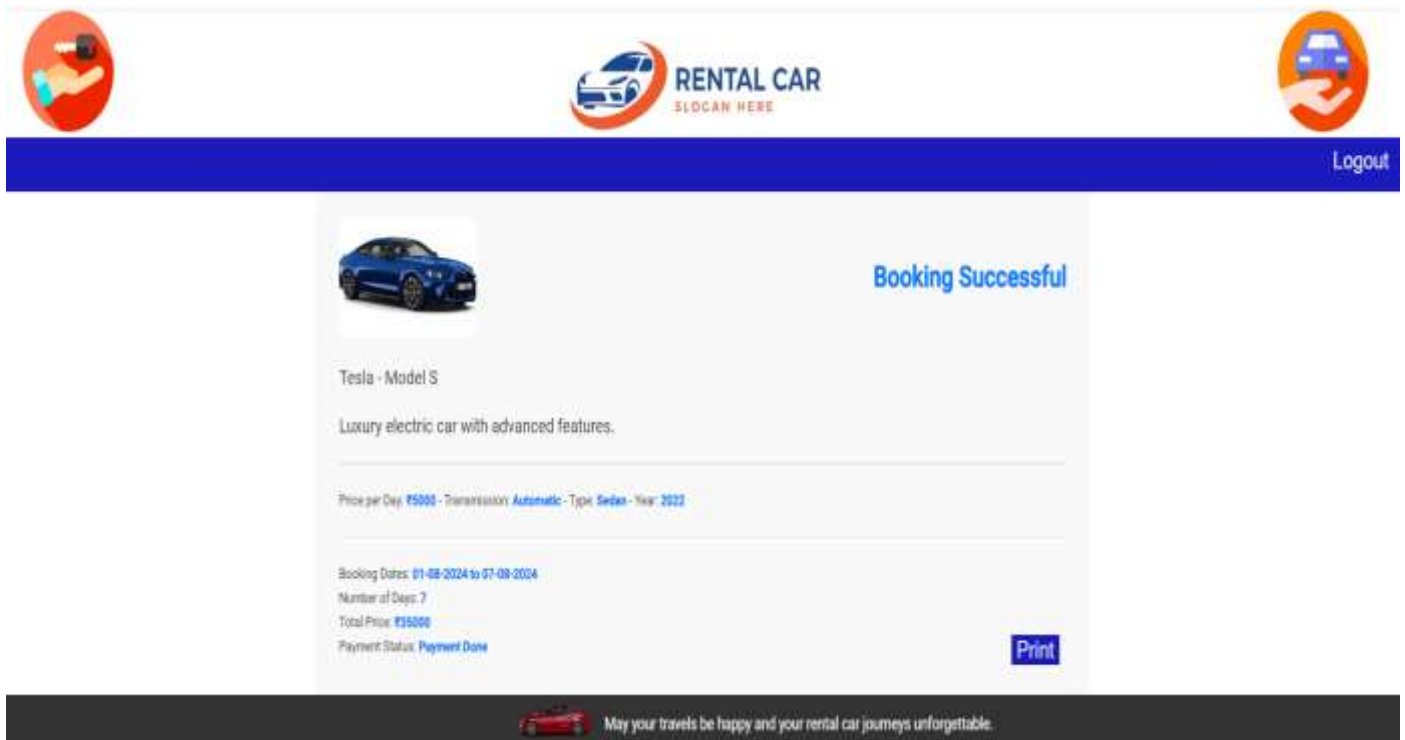 RENTAL CAR
SLOGAN HERE
Logout
Booking Successful
Tesla - Model S
Luxury electric car with advanced features.
Price per Day: ₹5000 - Transmission: Automatic - Type: Sedan - Year: 2022
Booking Dates: 01-08-2024 to 07-08-2024
Number of Days: 7
Total Price: ₹35000
Payment Status: Payment Done
Print
May your travels be happy and your rental car journeys unforgettable.